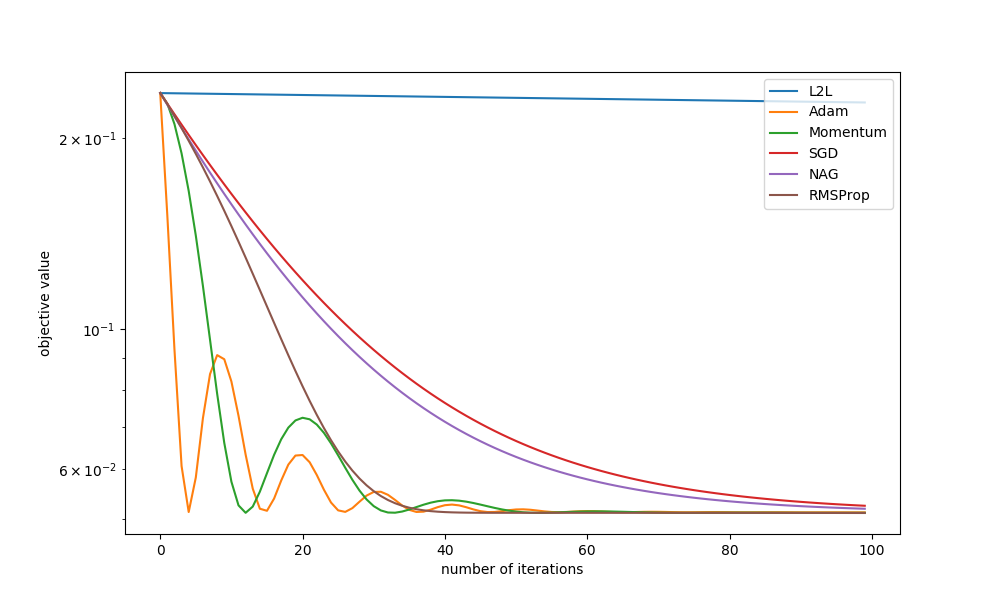 L2L
Adam
Momentum
SGD
NAG
RMSProp
2 × 10⁻¹
10⁻¹
6 × 10⁻²
objective value
0 20 40 60 80 100
number of iterations